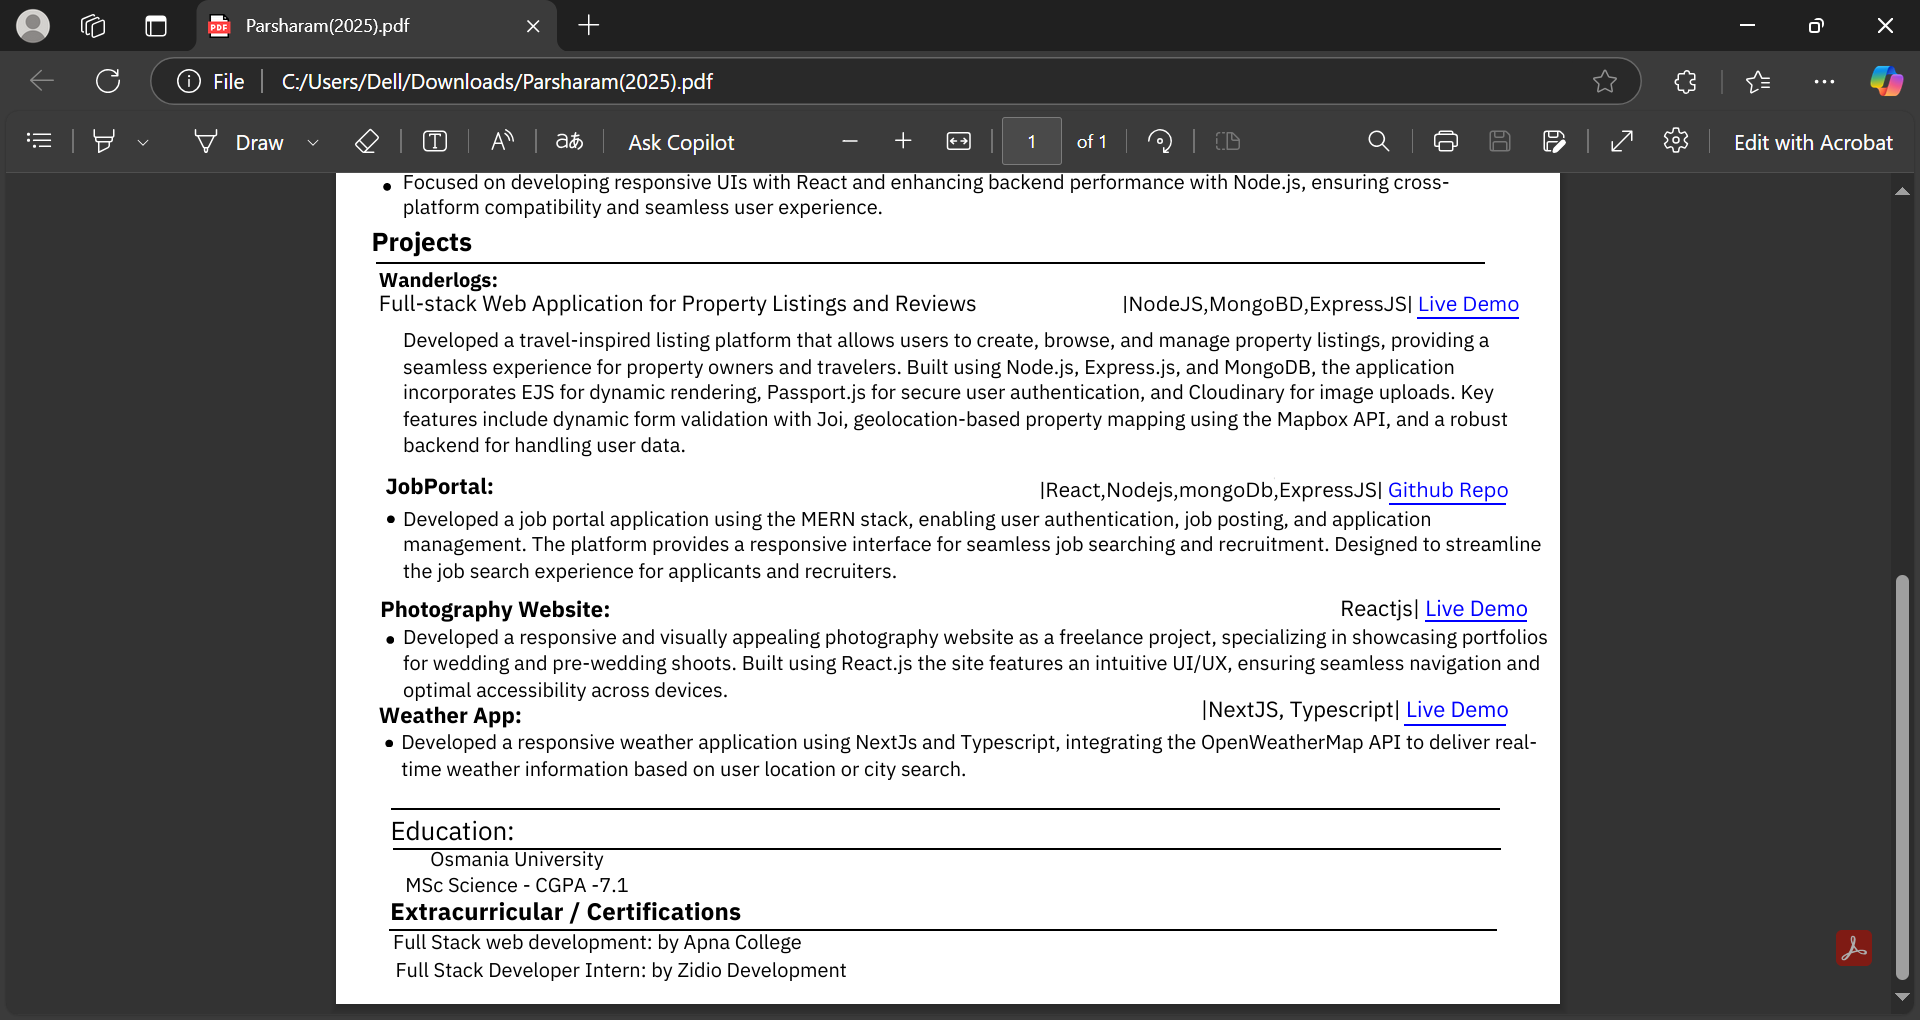 Parsharam(2025).pdf
File C:/Users/Dell/Downloads/Parsharam(2025).pdf
Draw T A aあ Ask Copilot 1 of 1 Edit with Acrobat
• Focused on developing responsive UIs with React and enhancing backend performance with Node.js, ensuring cross-
platform compatibility and seamless user experience.
Projects
Wanderlogs:
Full-stack Web Application for Property Listings and Reviews |NodeJS,MongoBD,ExpressJS| Live Demo
Developed a travel-inspired listing platform that allows users to create, browse, and manage property listings, providing a
seamless experience for property owners and travelers. Built using Node.js, Express.js, and MongoDB, the application
incorporates EJS for dynamic rendering, Passport.js for secure user authentication, and Cloudinary for image uploads. Key
features include dynamic form validation with Joi, geolocation-based property mapping using the Mapbox API, and a robust
backend for handling user data.
JobPortal: |React,Nodejs,mongoDb,ExpressJS| Github Repo
• Developed a job portal application using the MERN stack, enabling user authentication, job posting, and application
management. The platform provides a responsive interface for seamless job searching and recruitment. Designed to streamline
the job search experience for applicants and recruiters.
Photography Website: Reactjs| Live Demo
• Developed a responsive and visually appealing photography website as a freelance project, specializing in showcasing portfolios
for wedding and pre-wedding shoots. Built using React.js the site features an intuitive UI/UX, ensuring seamless navigation and
optimal accessibility across devices.
Weather App: |NextJS, Typescript| Live Demo
• Developed a responsive weather application using NextJs and Typescript, integrating the OpenWeatherMap API to deliver real-
time weather information based on user location or city search.
Education:
Osmania University
MSc Science - CGPA -7.1
Extracurricular / Certifications
Full Stack web development: by Apna College
Full Stack Developer Intern: by Zidio Development